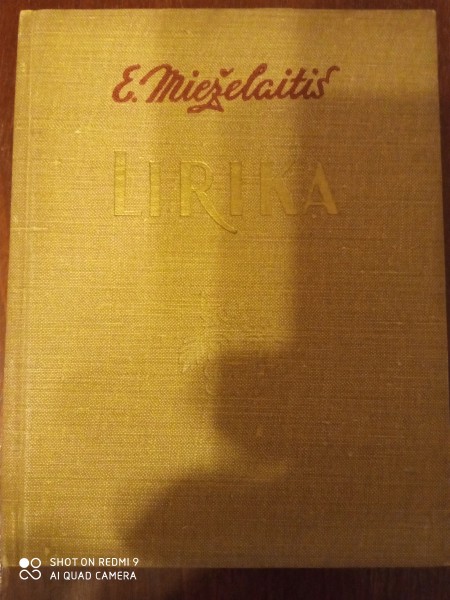 E. Mieželaitis
LIRIKA
SHOT ON REDMI 9
AI QUAD CAMERA